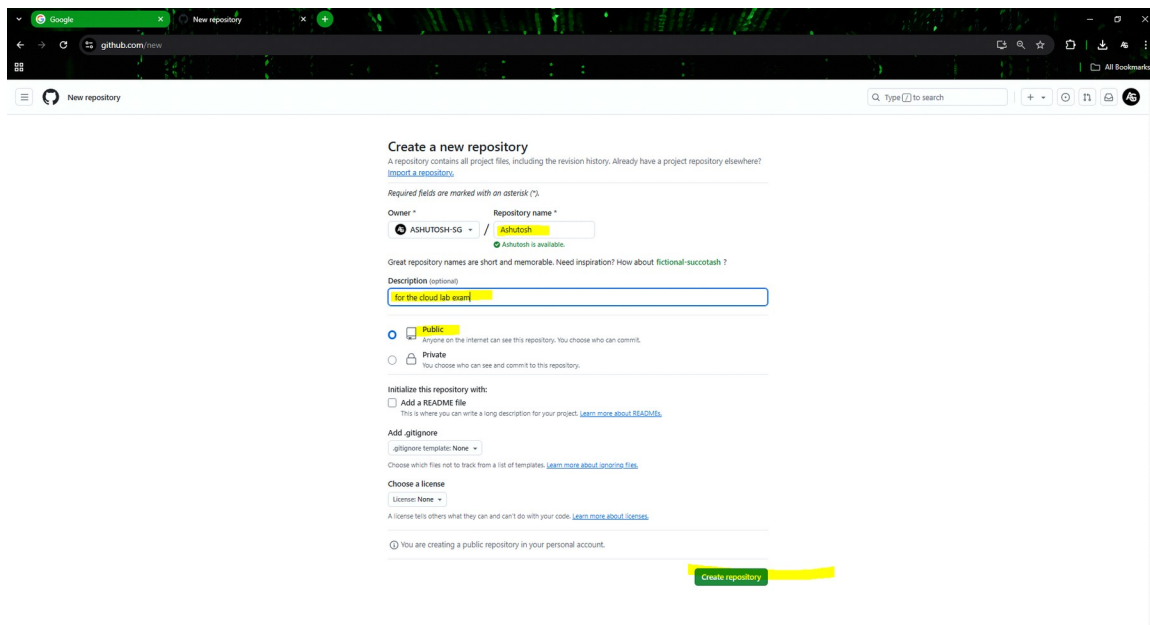 Google
New repository
github.com/new
All Bookmarks
New repository
Type / to search
Create a new repository
A repository contains all project files, including the revision history. Already have a project repository elsewhere?
Import a repository.
Required fields are marked with an asterisk (*).
Owner * Repository name *
ASHUTOSH-SG / Ashutosh
Ashutosh is available.
Great repository names are short and memorable. Need inspiration? How about fictional-succotash ?
Description (optional)
for the cloud lab exam
Public
Anyone on the internet can see this repository. You choose who can commit.
Private
You choose who can see and commit to this repository.
Initialize this repository with:
Add a README file
This is where you can write a long description for your project. Learn more about READMEs.
Add .gitignore
.gitignore template: None
Choose which files not to track from a list of templates. Learn more about ignoring files.
Choose a license
License: None
A license tells others what they can and can't do with your code. Learn more about licenses.
You are creating a public repository in your personal account.
Create repository